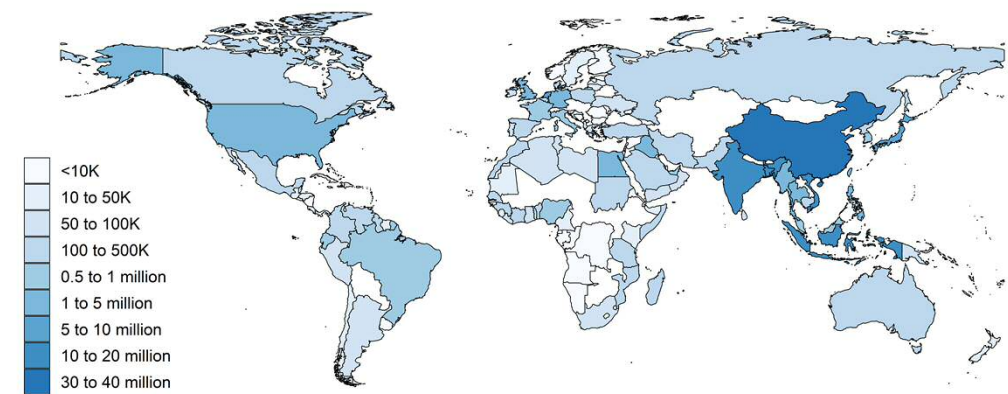 <10K
10 to 50K
50 to 100K
100 to 500K
0.5 to 1 million
1 to 5 million
5 to 10 million
10 to 20 million
30 to 40 million